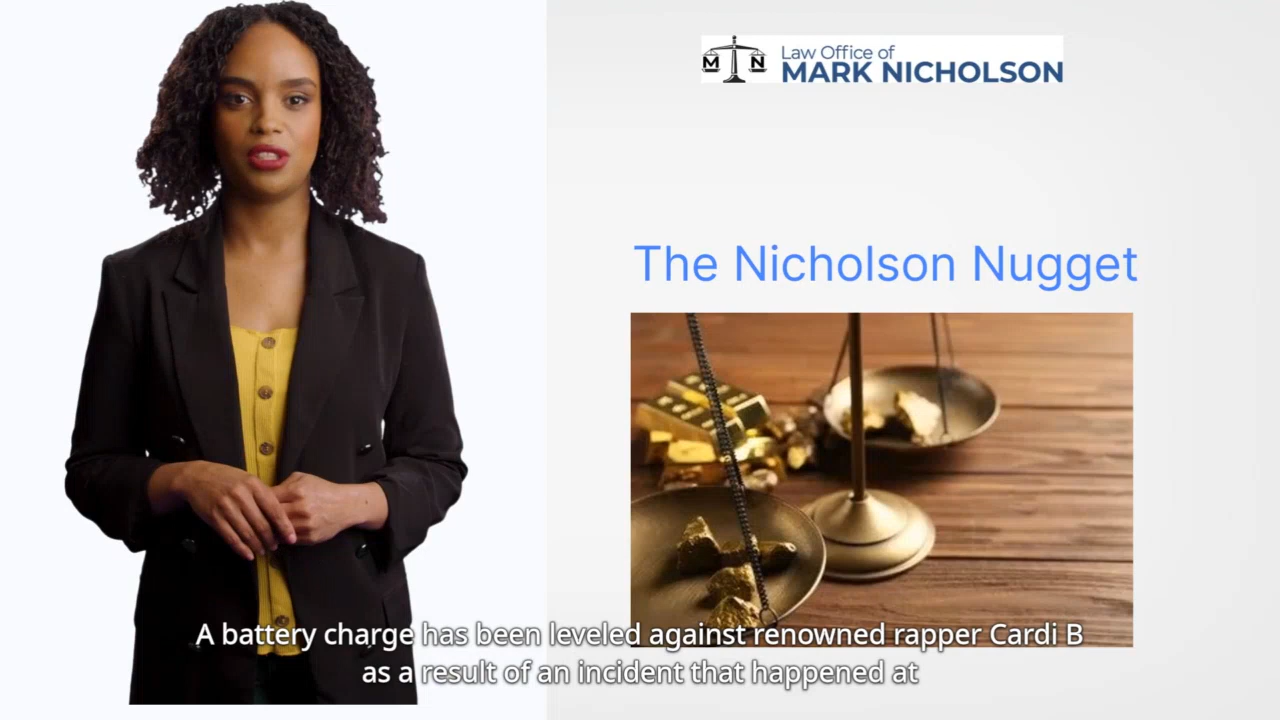 M N
Law Office of
MARK NICHOLSON
The Nicholson Nugget
A battery charge has been leveled against renowned rapper Cardi B
as a result of an incident that happened at